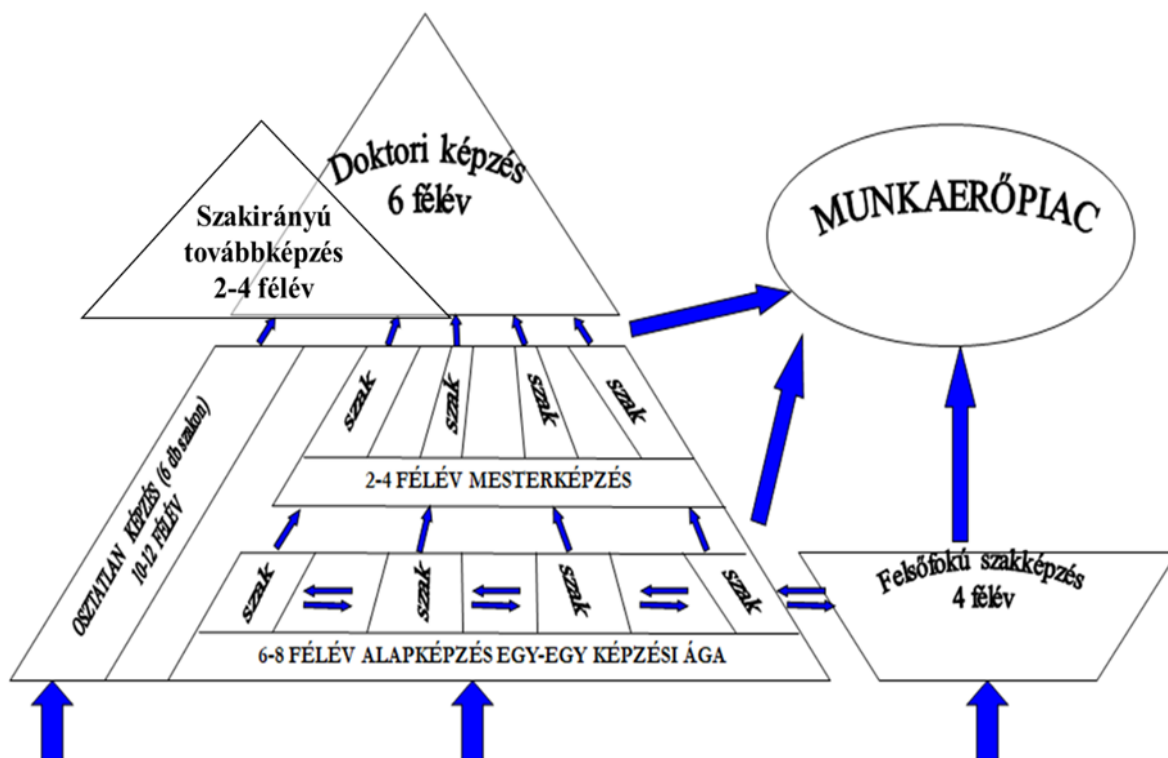 Doktori képzés
6 félév
Szakirányú
továbbképzés
2-4 félév
MUNKAERŐPIAC
OSZTATLAN KÉPZÉS (6 db szakon)
10-12 FÉLÉV
szak
szak
szak
szak
2-4 FÉLÉV MESTERKÉPZÉS
szak
szak
szak
szak
6-8 FÉLÉV ALAPKÉPZÉS EGY-EGY KÉPZÉSI ÁGA
Felsőfokú szakképzés
4 félév